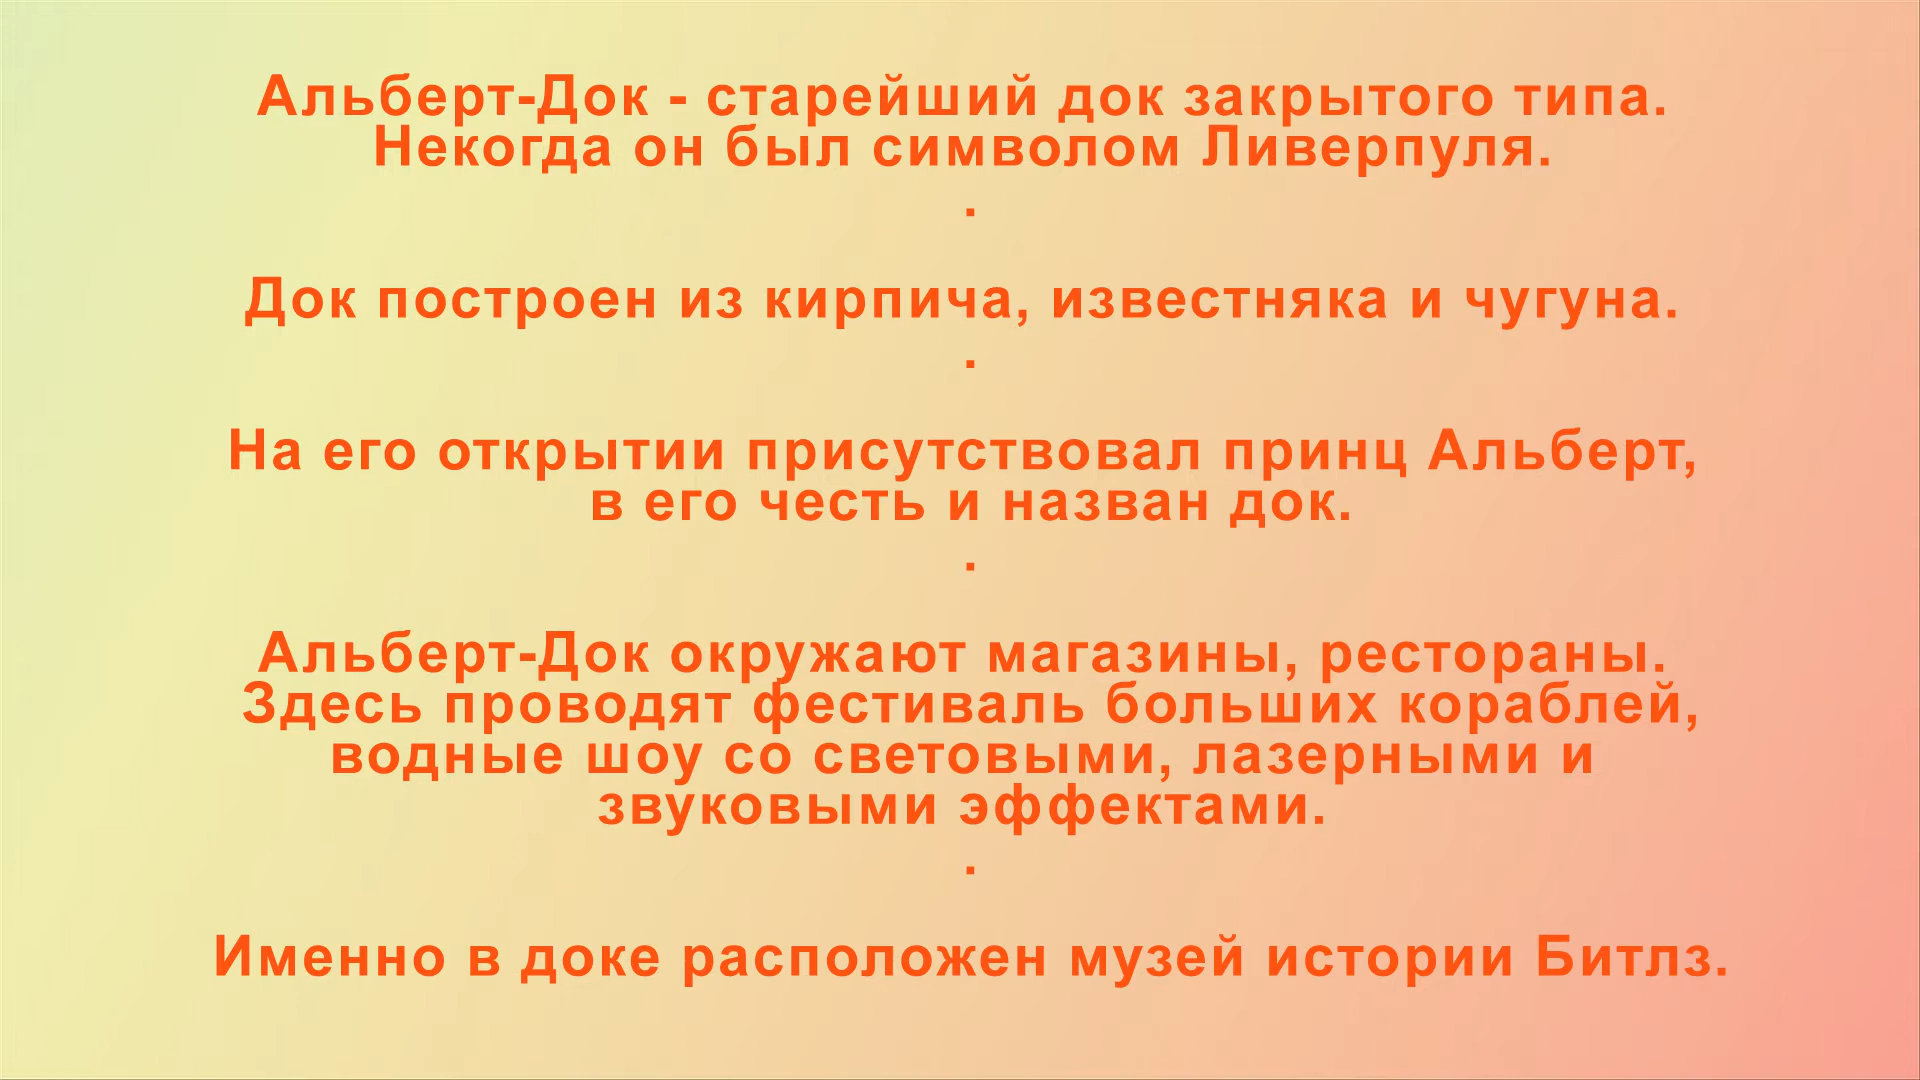 Альберт-Док - старейший док закрытого типа.
Некогда он был символом Ливерпуля.
.
Док построен из кирпича, известняка и чугуна.
.
На его открытии присутствовал принц Альберт,
в его честь и назван док.
.
Альберт-Док окружают магазины, рестораны.
Здесь проводят фестиваль больших кораблей,
водные шоу со световыми, лазерными и
звуковыми эффектами.
.
Именно в доке расположен музей истории Битлз.